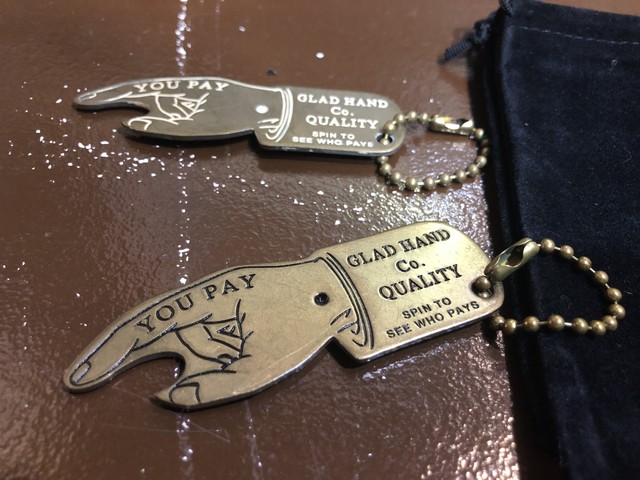 YOU PAY
GLAD HAND
Co.
QUALITY
SPIN TO
SEE WHO PAYS
YOU PAY
GLAD HAND
Co.
QUALITY
SPIN TO
SEE WHO PAYS